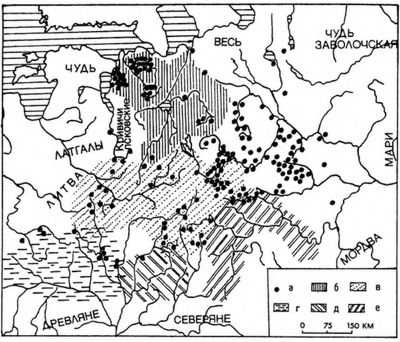 ВЕСЬ
ЧУДЬ
ЗАВОЛОЧСКАЯ
ЧУДЬ
Кривичи
псковские
ЛАТГАЛЫ
МАРИ
ЛИТВА
МОРДВА
ДРЕВЛЯНЕ
СЕВЕРЯНЕ
а б в
г д е
0 75 150 КМ